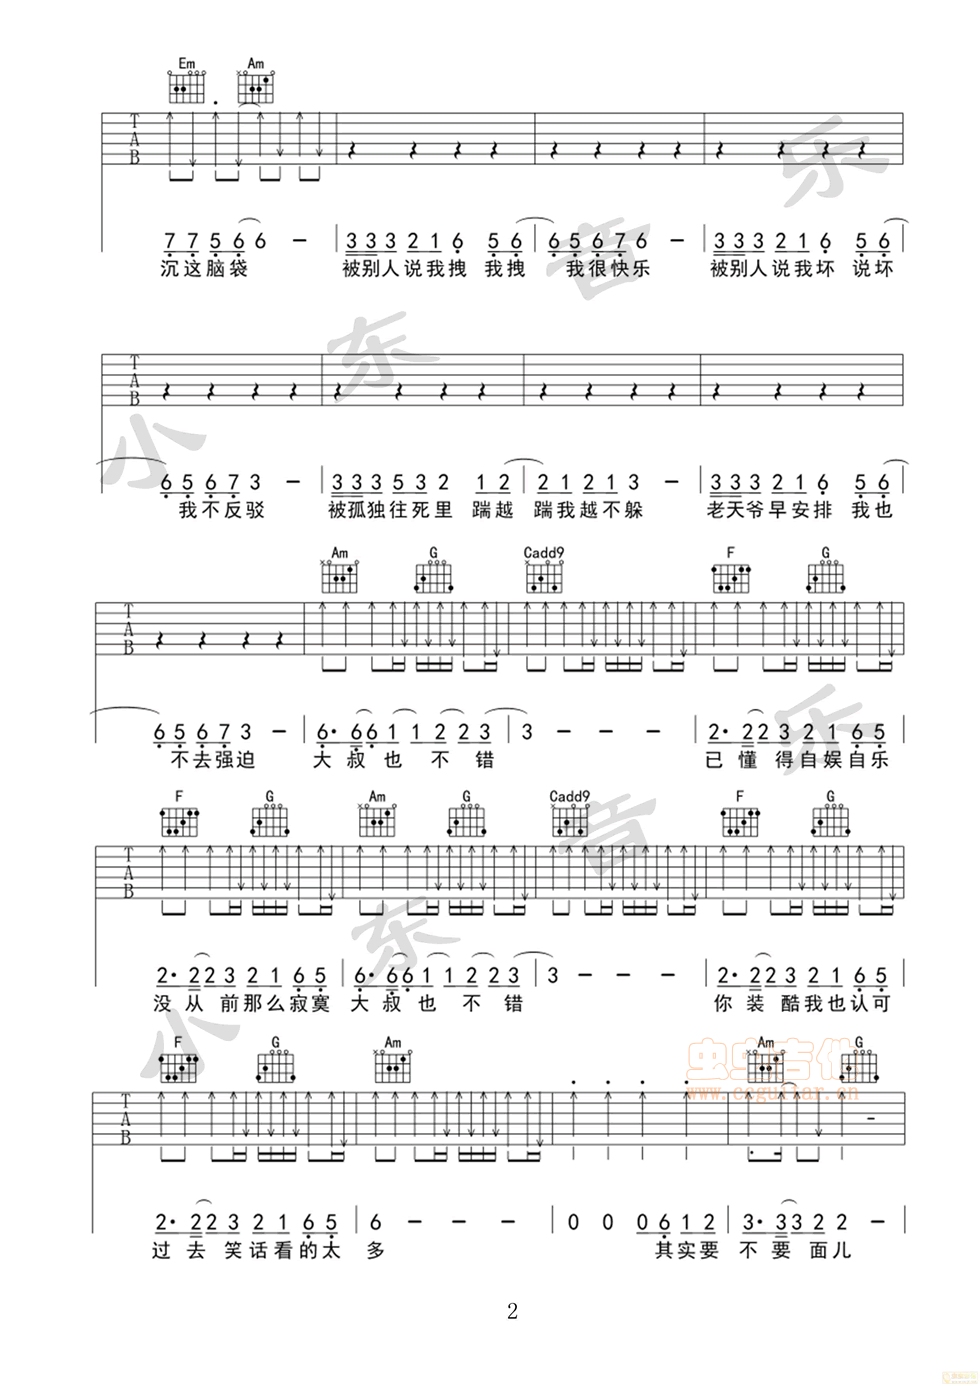 Em Am
T A B
7 7 5 6 6 － 3 3 3 2 1 6 5 6 6 5 6 7 6 － 3 3 3 2 1 6 5 6
沉这脑袋 被别人说我拽 我拽 我很快乐 被别人说我坏 说坏
T A B
6 5 6 7 3 － 3 3 3 5 3 2 1 2 2 1 2 1 2 － 3 3 3 2 1 6 5 6
我不反驳 被孤独往死里 踹越 踹我越不躲 老天爷早安排 我也
Am G Cadd9 F G
T A B
6 5 6 7 3 － 6· 6 6 1 1 2 2 3 3 － － － 2· 2 2 3 2 1 6 5
不去强迫 大叔也 不 错 已懂 得自娱自乐
F G Am G Cadd9 F G
T A B
2· 2 2 3 2 1 6 5 6· 6 6 1 1 2 2 3 3 － － － 2· 2 2 3 2 1 6 5
没从 前那么寂寞 大叔也 不 错 你装 酷我也认可
F G Am Am G
T A B
2· 2 2 3 2 1 6 5 6 － － － 0 0 0 6 1 2 3· 3 3 2 2 －
过去 笑话看的太 多 其实要 不要 面儿
2
小东音乐
小东音乐
虫虫吉他
www.ccguitar.cn